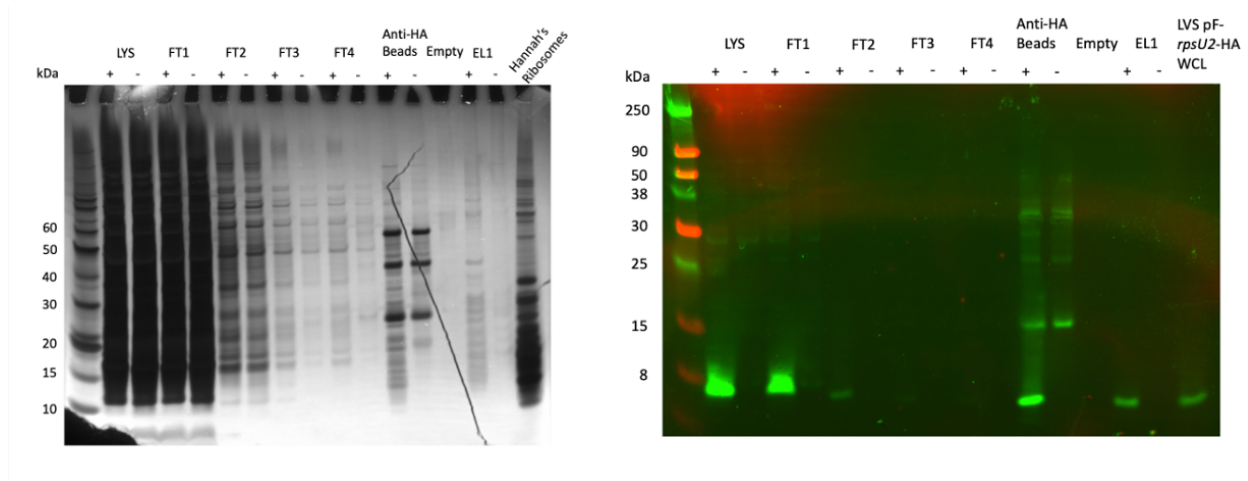 LYS FT1 FT2 FT3 FT4 Anti-HA
Beads Empty EL1 Hannah's
Ribosomes
kDa + - + - + - + - + - + - + -
60
50
40
30
20
15
10
LYS FT1 FT2 FT3 FT4 Anti-HA
Beads Empty EL1 LVS pF-
rpsU2-HA
WCL
kDa + - + - + - + - + - + - + -
250
90
50
38
30
25
15
8